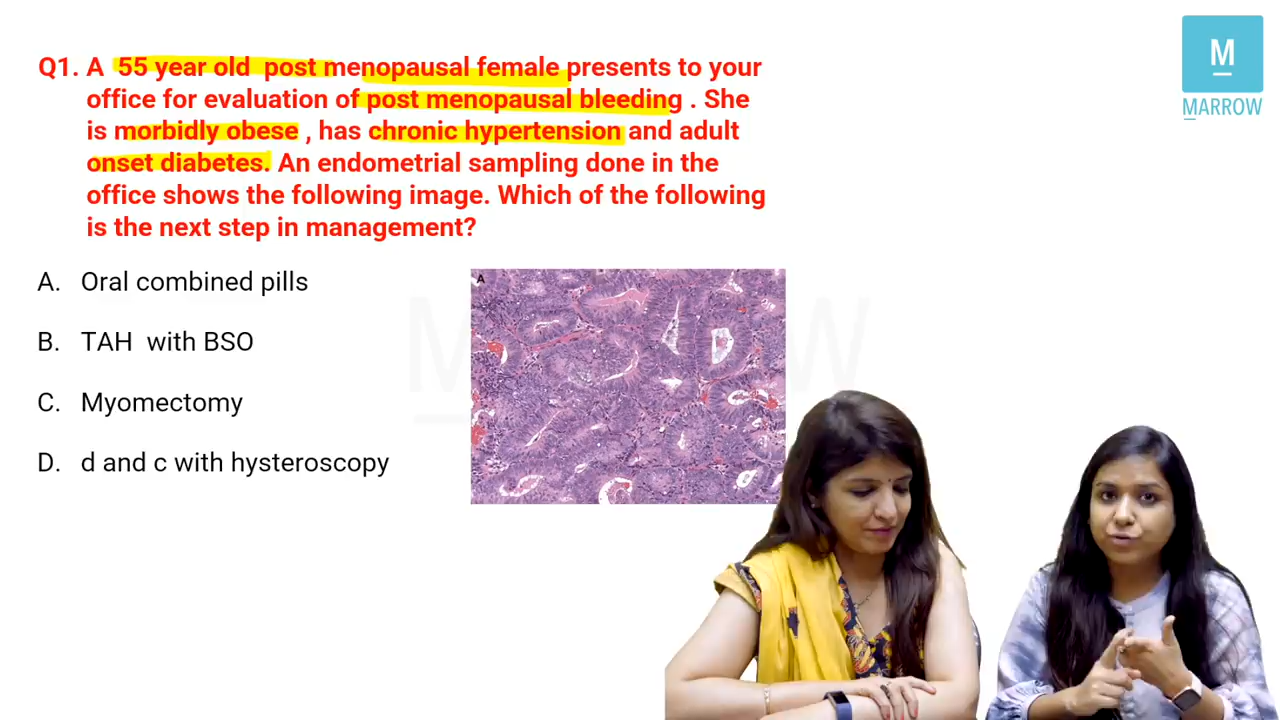 Q1. A 55 year old post menopausal female presents to your
office for evaluation of post menopausal bleeding . She
is morbidly obese , has chronic hypertension and adult
onset diabetes. An endometrial sampling done in the
office shows the following image. Which of the following
is the next step in management?
A. Oral combined pills
B. TAH with BSO
C. Myomectomy
D. d and c with hysteroscopy
A
M
MARROW